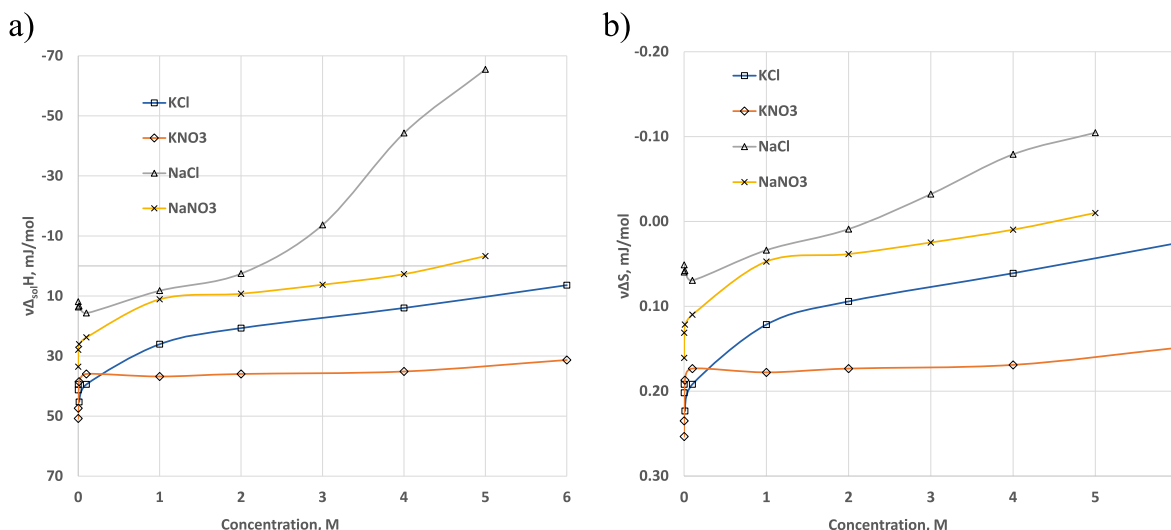 a)
-70
-50
-30
-10
10
30
50
70
vΔsolH, mJ/mol
KCl
KNO3
NaCl
NaNO3
0 1 2 3 4 5 6
Concentration, M
b)
-0.20
-0.10
0.00
0.10
0.20
0.30
vΔS, mJ/mol
KCl
KNO3
NaCl
NaNO3
0 1 2 3 4 5
Concentration, M